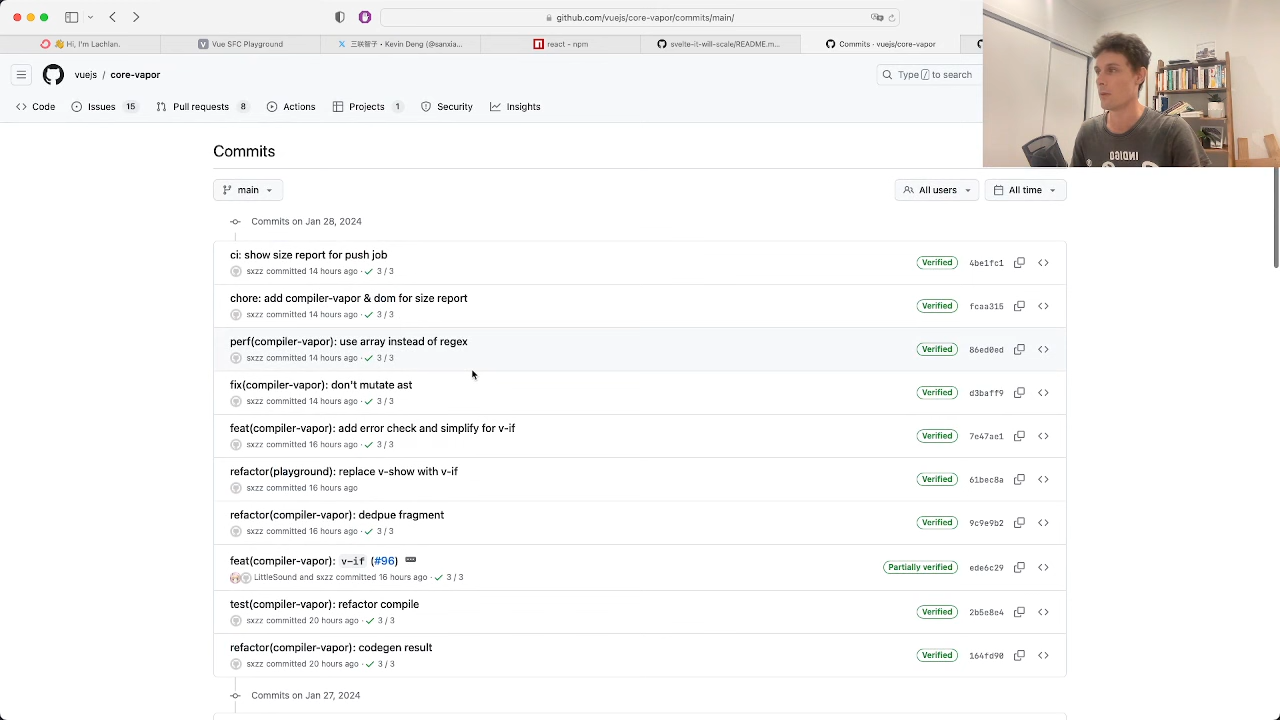 github.com/vuejs/core-vapor/commits/main/
Hi, I'm Lachlan.
Vue SFC Playground
三联智子・Kevin Deng (@sanxia...
react - npm
svelte-it-will-scale/README.m...
Commits · vuejs/core-vapor
vuejs / core-vapor
Type / to search
Code
Issues 15
Pull requests 8
Actions
Projects 1
Security
Insights
Commits
main
All users
All time
Commits on Jan 28, 2024
ci: show size report for push job
sxzz committed 14 hours ago · 3 / 3
Verified
4be1fc1
chore: add compiler-vapor & dom for size report
sxzz committed 14 hours ago · 3 / 3
Verified
fcaa315
perf(compiler-vapor): use array instead of regex
sxzz committed 14 hours ago · 3 / 3
Verified
86ed0ed
fix(compiler-vapor): don't mutate ast
sxzz committed 14 hours ago · 3 / 3
Verified
d3baff9
feat(compiler-vapor): add error check and simplify for v-if
sxzz committed 16 hours ago · 3 / 3
Verified
7e47ae1
refactor(playground): replace v-show with v-if
sxzz committed 16 hours ago
Verified
61bec8a
refactor(compiler-vapor): dedpue fragment
sxzz committed 16 hours ago · 3 / 3
Verified
9c9e9b2
feat(compiler-vapor): v-if (#96)
LittleSound and sxzz committed 16 hours ago · 3 / 3
Partially verified
ede6c29
test(compiler-vapor): refactor compile
sxzz committed 20 hours ago · 3 / 3
Verified
2b5e8e4
refactor(compiler-vapor): codegen result
sxzz committed 20 hours ago · 3 / 3
Verified
164fd90
Commits on Jan 27, 2024
INDIGO